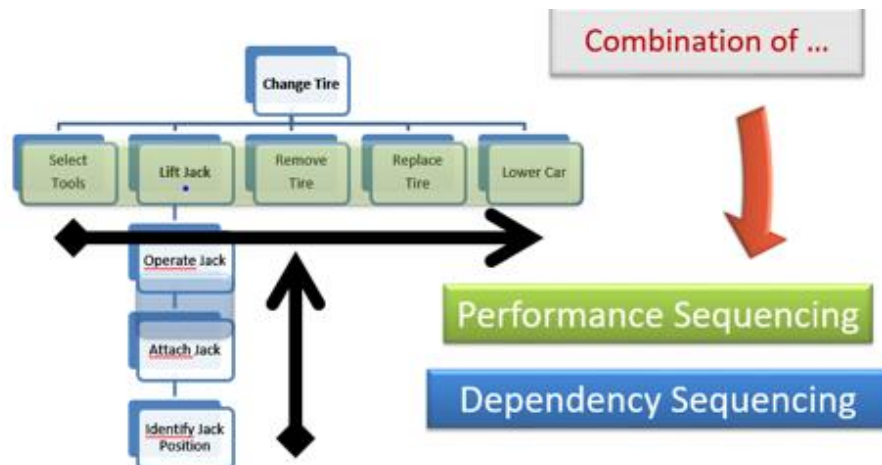 Combination of ...
Change Tire
Select
Tools
Lift Jack
Remove
Tire
Replace
Tire
Lower Car
Operate Jack
Attach Jack
Identify Jack
Position
Performance Sequencing
Dependency Sequencing